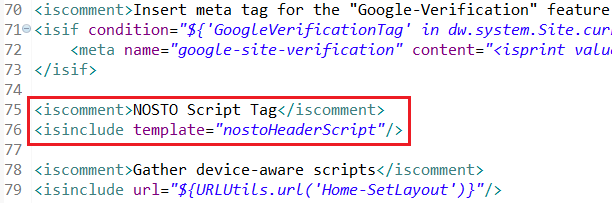 70 <iscomment>Insert meta tag for the "Google-Verification" feature
71 <isif condition="${'GoogleVerificationTag' in dw.system.Site.cur
72 <meta name="google-site-verification" content="<isprint value
73 </isif>
74
75 <iscomment>NOSTO Script Tag</iscomment>
76 <isinclude template="nostoHeaderScript"/>
77
78 <iscomment>Gather device-aware scripts</iscomment>
79 <isinclude url="${URLUtils.url('Home-SetLayout')}"/>